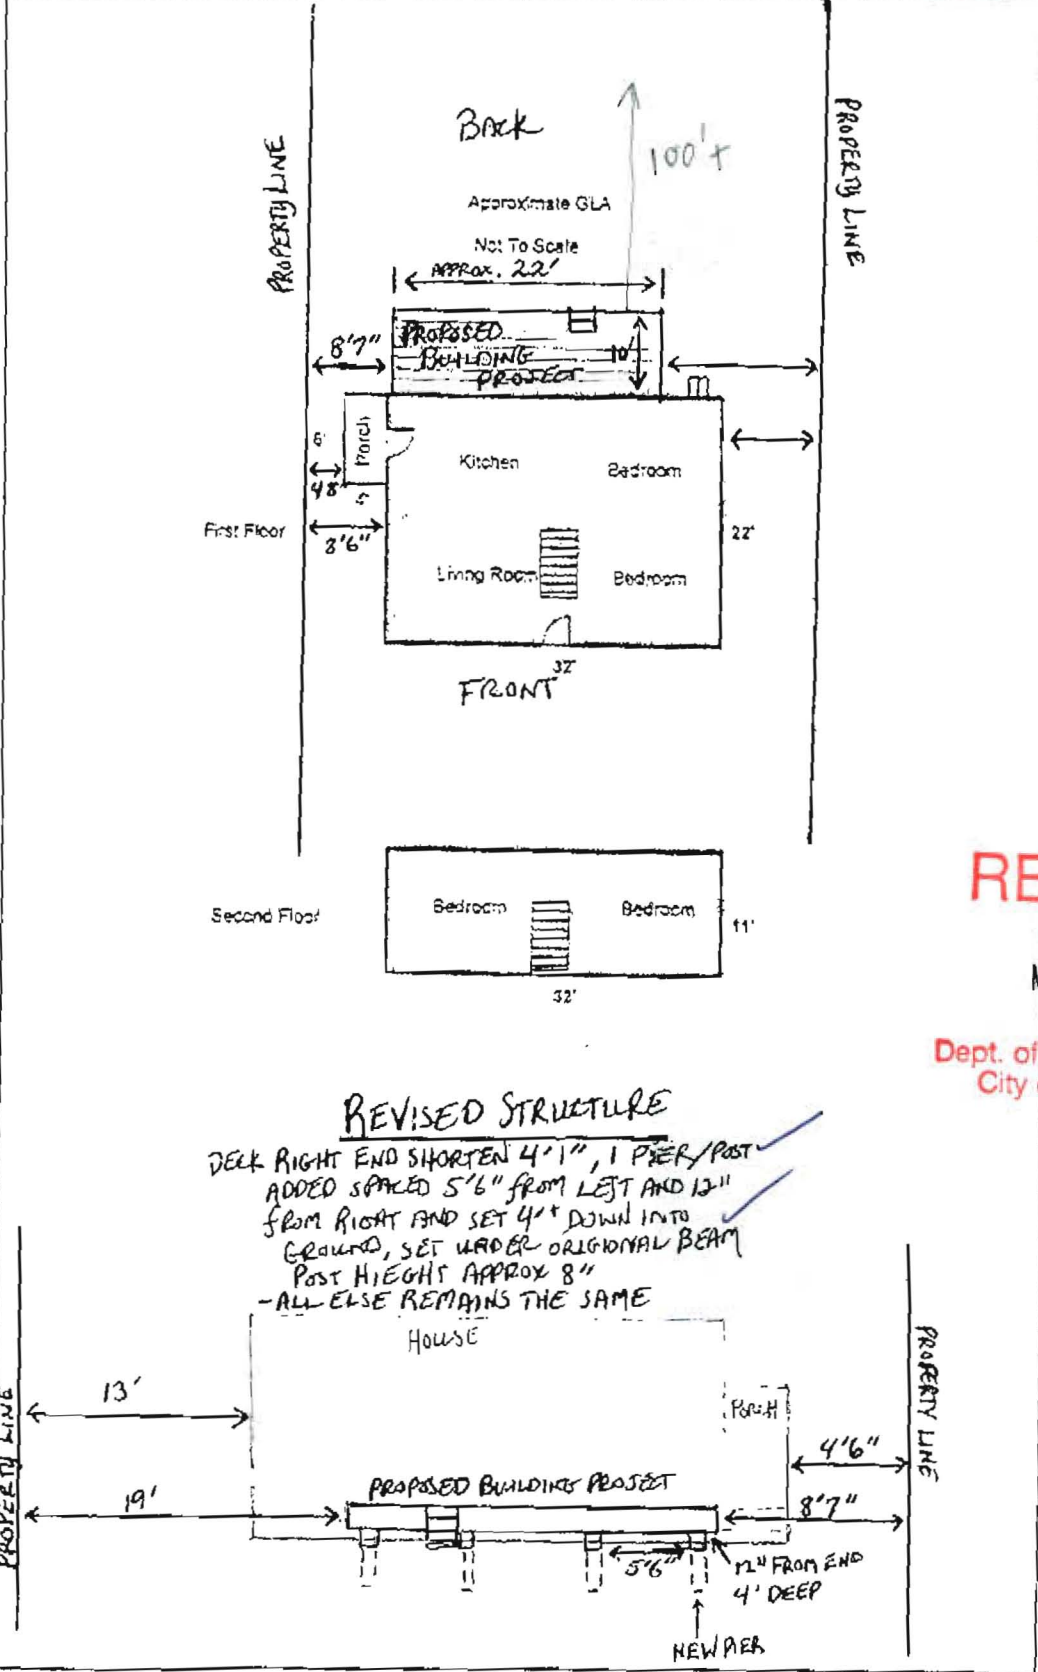 BACK
100'+
PROPERTY LINE
PROPERTY LINE
Approximate GLA
Not To Scale
APPROX. 22'
8'7"
PROPOSED
BUILDING
PROJECT
10'
Porch
6'
48
5'
Kitchen
Bedroom
First Floor
8'6"
22'
Living Room
Bedroom
32'
FRONT
Second Floor
Bedroom
Bedroom
11'
32'
RE
Dept. of
City
REVISED STRUCTURE
DECK RIGHT END SHORTEN 4'1", 1 PIER/POST
ADDED SPACED 5'6" FROM LEFT AND 12"
FROM RIGHT AND SET 4'+ DOWN INTO
GROUND, SET UNDER ORIGIONAL BEAM
POST HIEGHT APPROX 8"
-ALL ELSE REMAINS THE SAME
HOUSE
PROPERTY LINE
PROPERTY LINE
13'
PORCH
4'6"
PROPOSED BUILDING PROJECT
19'
8'7"
5'6"
12" FROM END
4' DEEP
NEW PIER